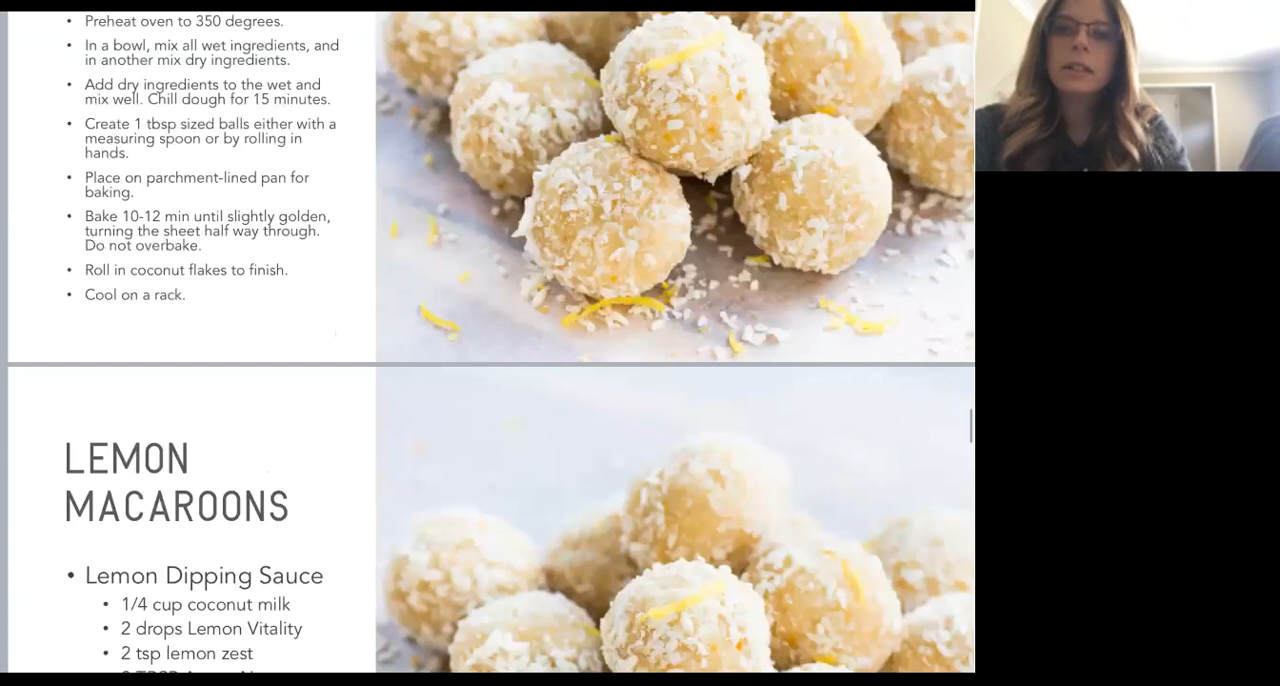 • Preheat oven to 350 degrees.
• In a bowl, mix all wet ingredients, and
in another mix dry ingredients.
• Add dry ingredients to the wet and
mix well. Chill dough for 15 minutes.
• Create 1 tbsp sized balls either with a
measuring spoon or by rolling in
hands.
• Place on parchment-lined pan for
baking.
• Bake 10-12 min until slightly golden,
turning the sheet half way through.
Do not overbake.
• Roll in coconut flakes to finish.
• Cool on a rack.
LEMON
MACAROONS
• Lemon Dipping Sauce
• 1/4 cup coconut milk
• 2 drops Lemon Vitality
• 2 tsp lemon zest